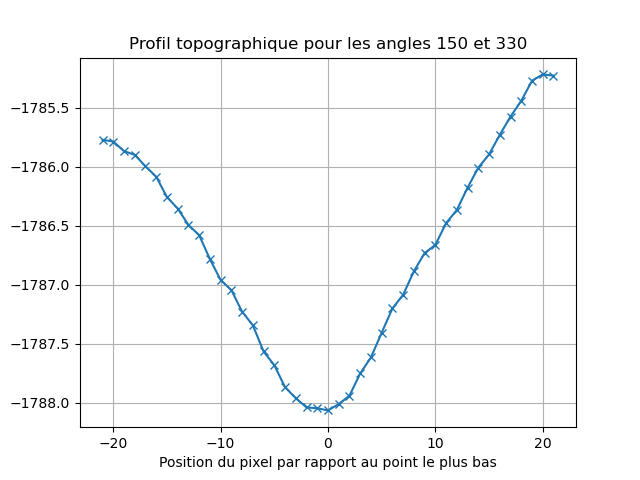 Profil topographique pour les angles 150 et 330
−1785.5
−1786.0
−1786.5
−1787.0
−1787.5
−1788.0
−20 −10 0 10 20
Position du pixel par rapport au point le plus bas